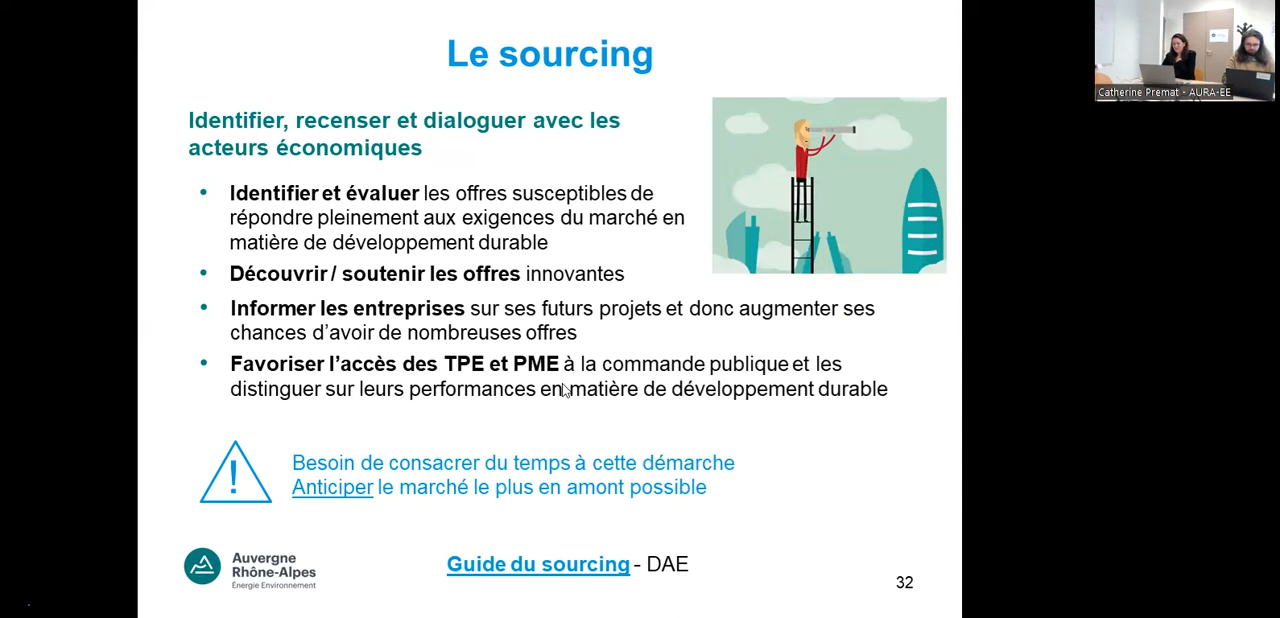 Le sourcing
Identifier, recenser et dialoguer avec les
acteurs économiques
• Identifier et évaluer les offres susceptibles de
répondre pleinement aux exigences du marché en
matière de développement durable
• Découvrir / soutenir les offres innovantes
• Informer les entreprises sur ses futurs projets et donc augmenter ses
chances d’avoir de nombreuses offres
• Favoriser l’accès des TPE et PME à la commande publique et les
distinguer sur leurs performances en matière de développement durable
!
Besoin de consacrer du temps à cette démarche
Anticiper le marché le plus en amont possible
Auvergne
Rhône-Alpes
Énergie Environnement
Guide du sourcing - DAE
32
Catherine Premat - AURA-EE